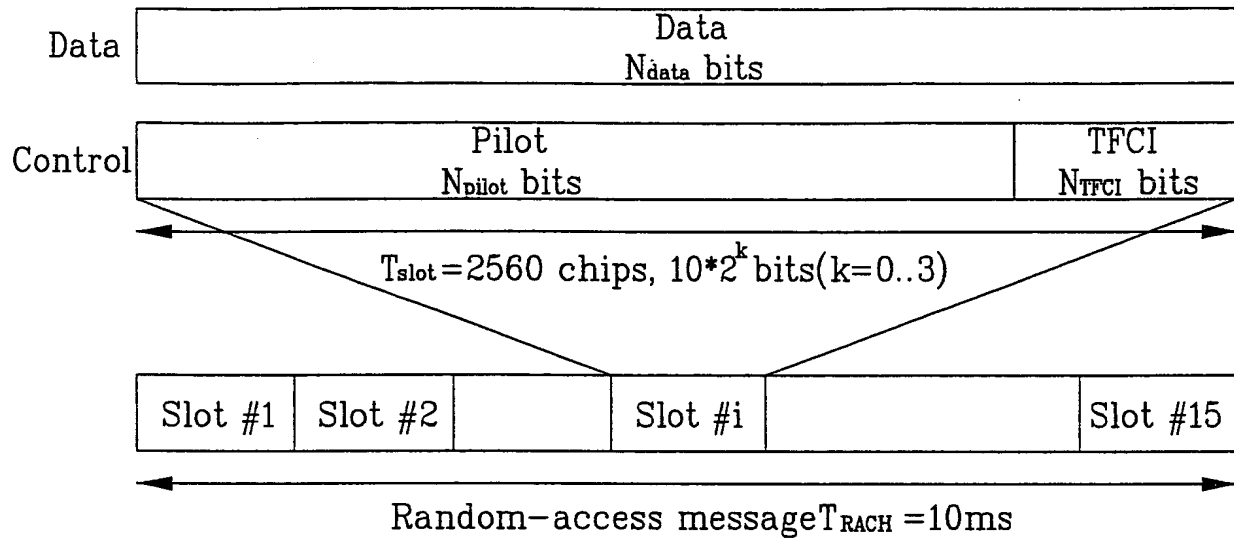 Data
Data
Ndata bits
Control
Pilot
Npilot bits
TFCI
NTFCI bits
Tslot=2560 chips, 10*2^k bits(k=0..3)
Slot #1
Slot #2
Slot #i
Slot #15
Random-access messageTRACH =10ms